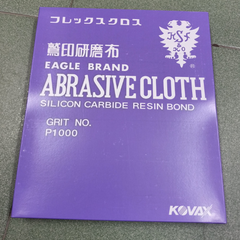 フレックスクロス
鷲印研磨布
EAGLE BRAND
ABRASIVE CLOTH
SILICON CARBIDE RESIN BOND
GRIT NO.
P1000
KOVAX